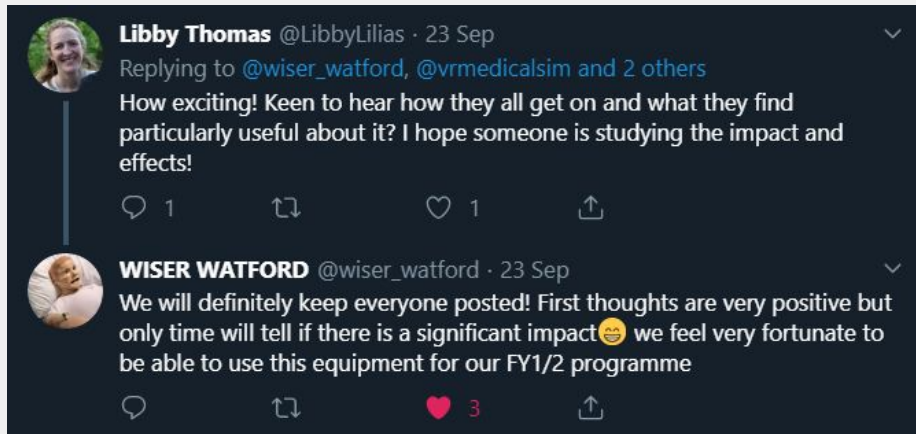 Libby Thomas @LibbyLilias · 23 Sep
Replying to @wiser_watford, @vrmedicalsim and 2 others
How exciting! Keen to hear how they all get on and what they find
particularly useful about it? I hope someone is studying the impact and
effects!
1 1
WISER WATFORD @wiser_watford · 23 Sep
We will definitely keep everyone posted! First thoughts are very positive but
only time will tell if there is a significant impact😁 we feel very fortunate to
be able to use this equipment for our FY1/2 programme
3